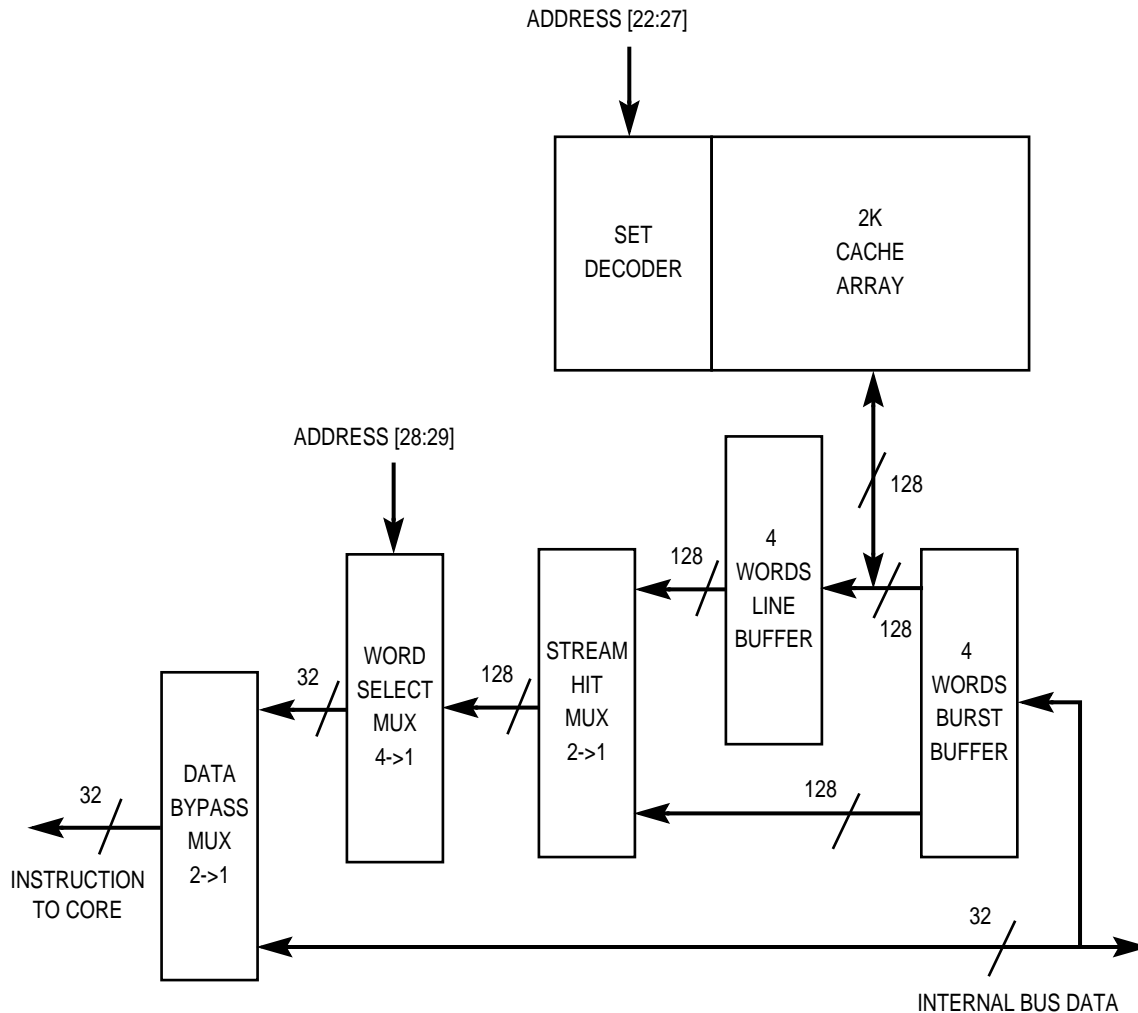 ADDRESS [22:27]
SET
DECODER
2K
CACHE
ARRAY
ADDRESS [28:29]
128
4
WORDS
LINE
BUFFER
128
128
4
WORDS
BURST
BUFFER
STREAM
HIT
MUX
2->1
128
WORD
SELECT
MUX
4->1
32
DATA
BYPASS
MUX
2->1
32
INSTRUCTION
TO CORE
128
32
INTERNAL BUS DATA